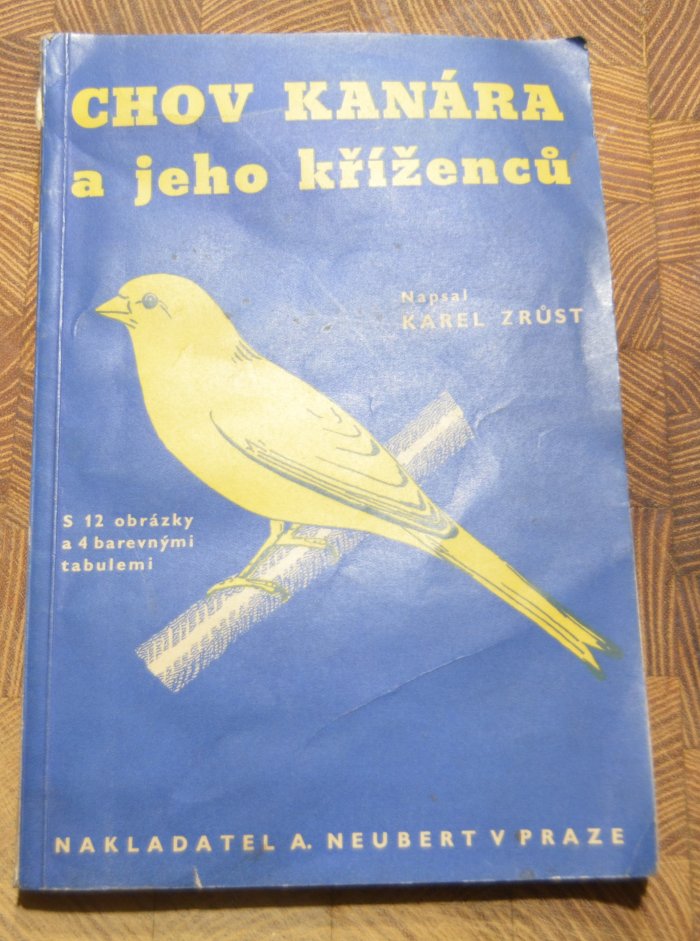 CHOV KANÁRA
a jeho kříženců
Napsal
KAREL ZRŮST
S 12 obrázky
a 4 barevnými
tabulemi
NAKLADATEL A. NEUBERT V PRAZE